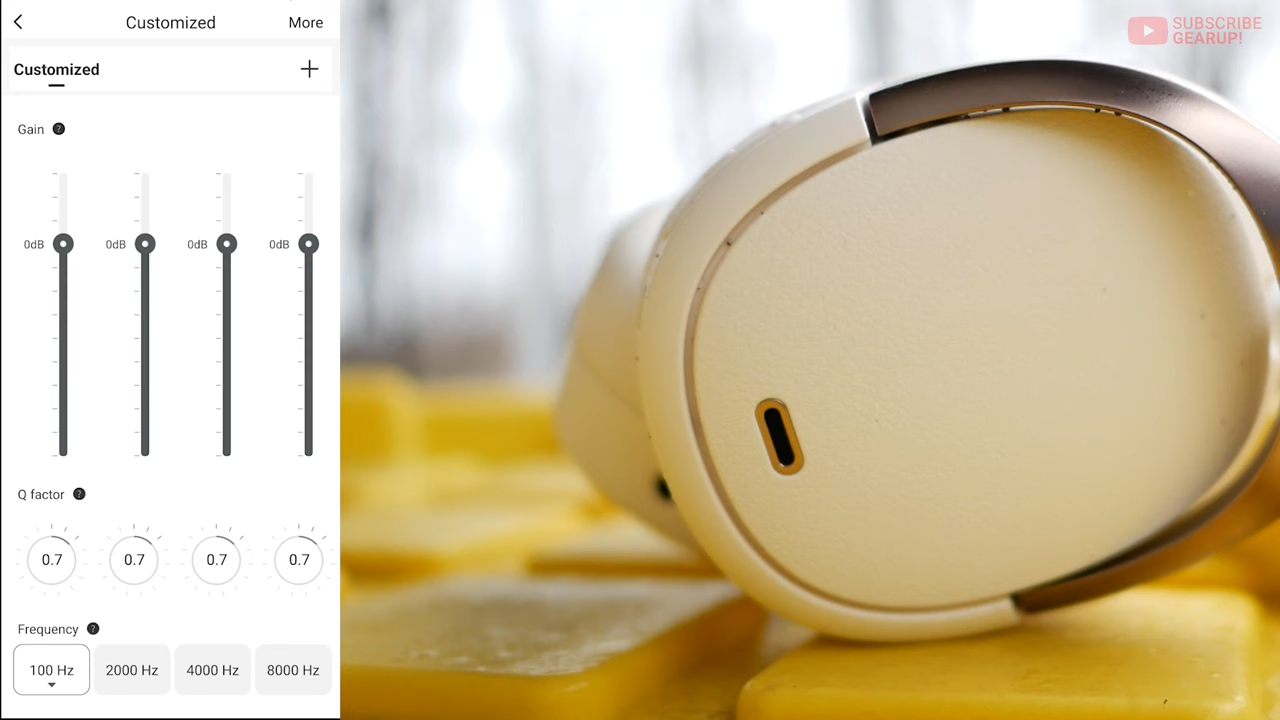 Customized
More
Customized
Gain ?
0dB 0dB 0dB 0dB
Q factor ?
0.7 0.7 0.7 0.7
Frequency ?
100 Hz 2000 Hz 4000 Hz 8000 Hz
SUBSCRIBE
GEARUP!